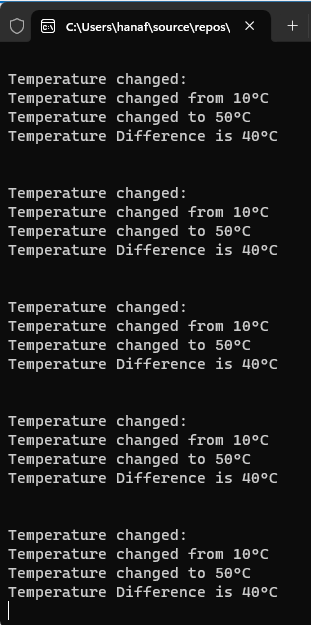 C:\Users\hanaf\source\repos\
Temperature changed:
Temperature changed from 10°C
Temperature changed to 50°C
Temperature Difference is 40°C
Temperature changed:
Temperature changed from 10°C
Temperature changed to 50°C
Temperature Difference is 40°C
Temperature changed:
Temperature changed from 10°C
Temperature changed to 50°C
Temperature Difference is 40°C
Temperature changed:
Temperature changed from 10°C
Temperature changed to 50°C
Temperature Difference is 40°C
Temperature changed:
Temperature changed from 10°C
Temperature changed to 50°C
Temperature Difference is 40°C